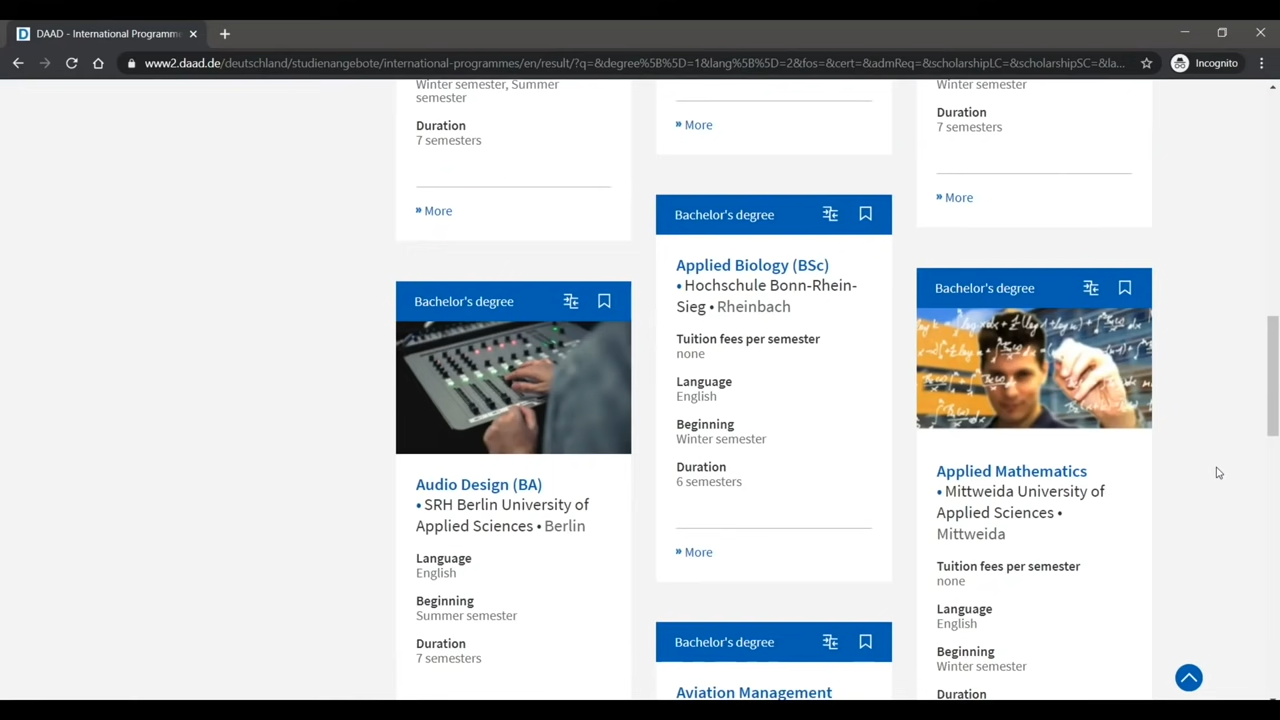 DAAD - International Programme
www2.daad.de/deutschland/studienangebote/international-programmes/en/result/?q=&degree%5B%5D=1&lang%5B%5D=2&fos=&cert=&admReq=&scholarshipLC=&scholarshipSC=&la...
Incognito
Winter semester, Summer
semester
Duration
7 semesters
» More
» More
Winter semester
Duration
7 semesters
» More
Bachelor's degree
Audio Design (BA)
• SRH Berlin University of
Applied Sciences • Berlin
Language
English
Beginning
Summer semester
Duration
7 semesters
Bachelor's degree
Applied Biology (BSc)
• Hochschule Bonn-Rhein-
Sieg • Rheinbach
Tuition fees per semester
none
Language
English
Beginning
Winter semester
Duration
6 semesters
» More
Bachelor's degree
Aviation Management
Bachelor's degree
Applied Mathematics
• Mittweida University of
Applied Sciences •
Mittweida
Tuition fees per semester
none
Language
English
Beginning
Winter semester
Duration